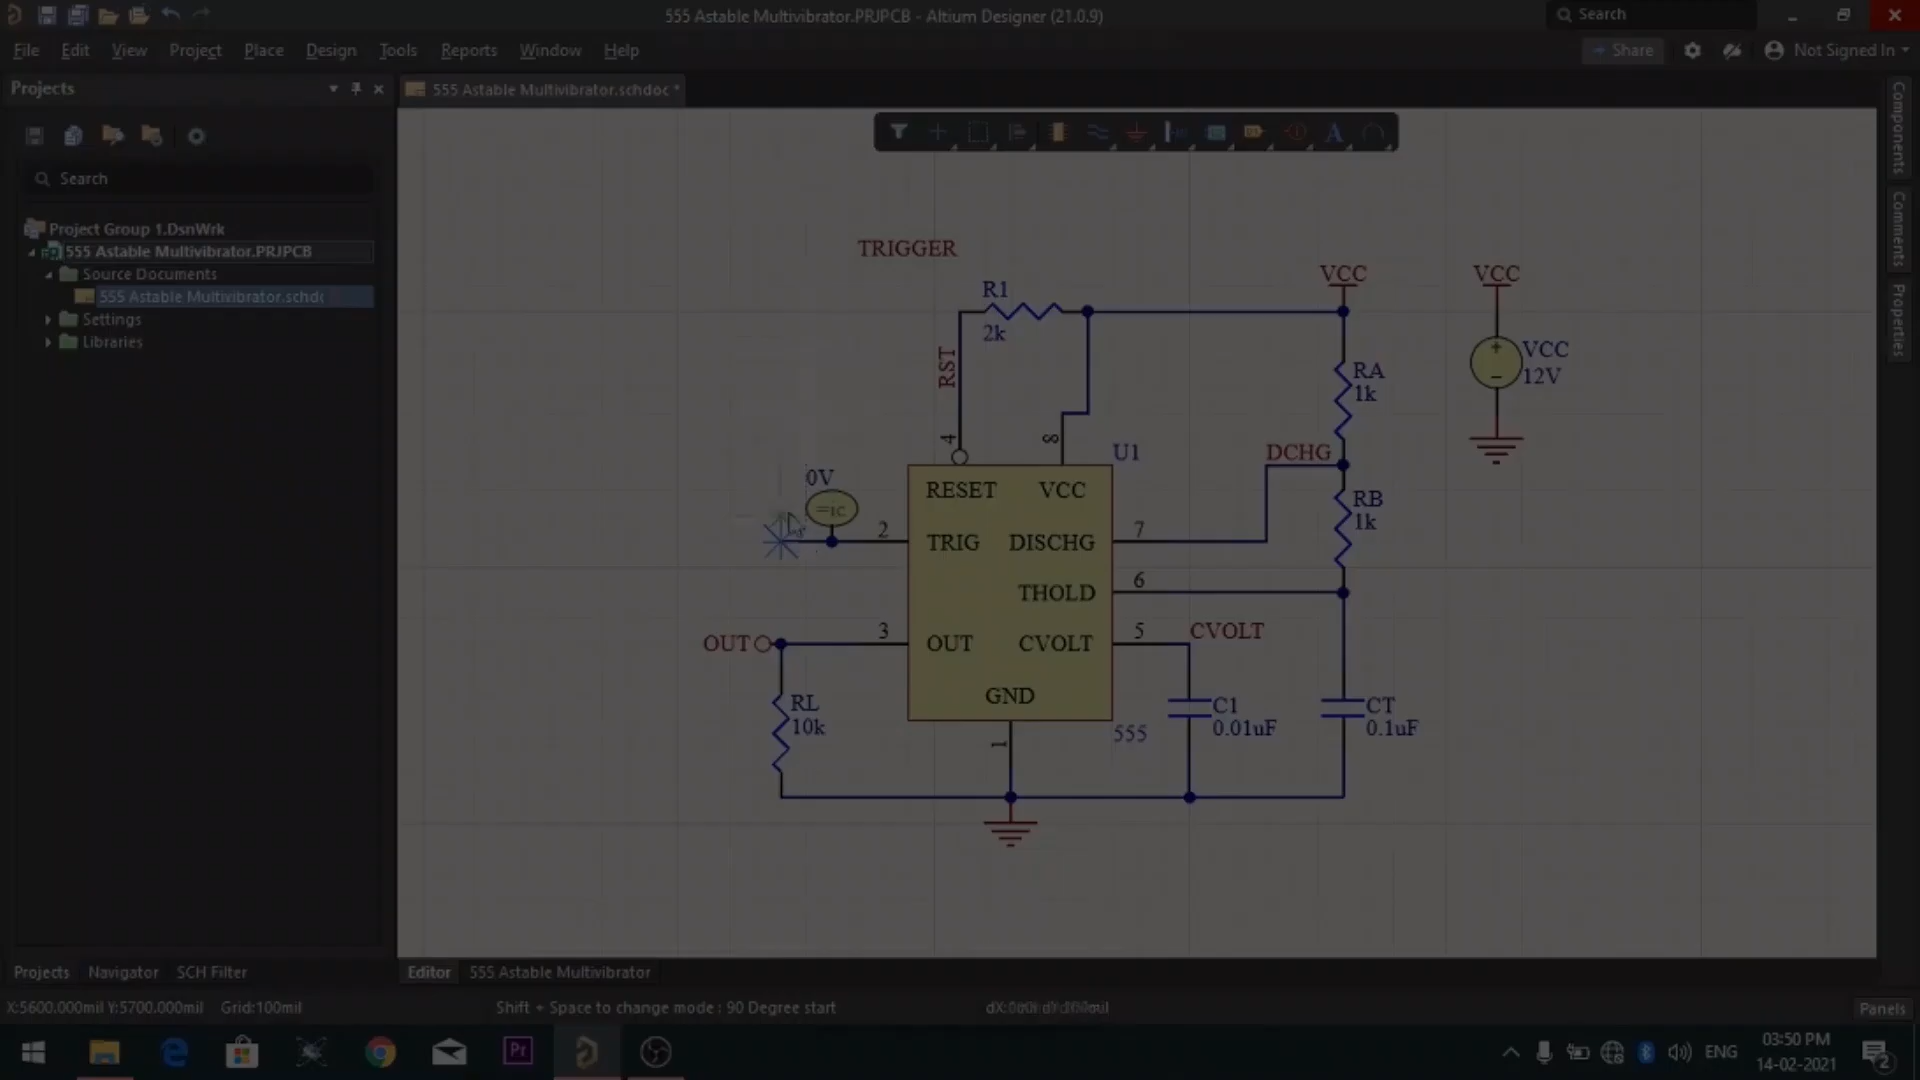 555 Astable Multivibrator.PRJPCB - Altium Designer (21.0.9)
Search
File Edit View Project Place Design Tools Reports Window Help
Share
Not Signed In
Projects
555 Astable Multivibrator.schdoc *
Search
Project Group 1.DsnWrk
555 Astable Multivibrator.PRJPCB
Source Documents
555 Astable Multivibrator.schdc
Settings
Libraries
Components
Comments
Properties
TRIGGER
R1
2k
RST
VCC
VCC
VCC
12V
RA
1k
DCHG
RB
1k
4
8
U1
0V
=IC
RESET VCC
2
TRIG DISCHG
7
THOLD
6
OUT
3
OUT CVOLT
5
CVOLT
GND
RL
10k
1
555
C1
0.01uF
CT
0.1uF
Projects Navigator SCH Filter
Editor 555 Astable Multivibrator
X:5600.000mil Y:5700.000mil Grid:100mil
Shift + Space to change mode : 90 Degree start
Panels
Pr
ENG
03:50 PM
14-02-2021
2